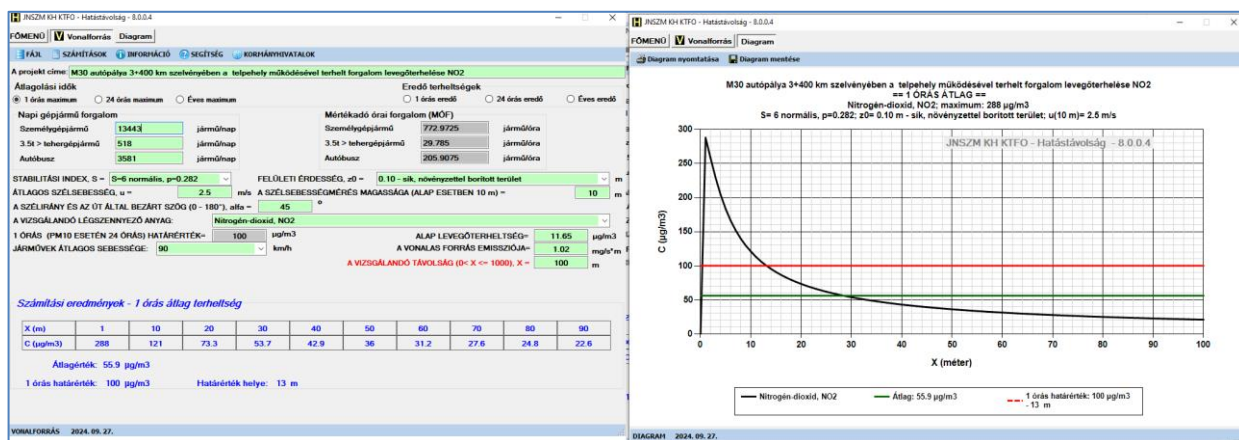 JNSZM KH KTFO - Hatástávolság - 8.0.0.4
FŐMENÜ Vonalforrás Diagram
FÁJL SZÁMÍTÁSOK INFORMÁCIÓ SEGÍTSÉG KORMÁNYHIVATALOK
A projekt címe: M30 autópálya 3+400 km szelvényében a telpehely működésével terhelt forgalom levegőterhelése NO2
Átlagolási idők
1 órás maximum 24 órás maximum Éves maximum
Eredő terheltségek
1 órás eredő 24 órás eredő Éves eredő
Napi gépjármű forgalom
Személygépjármű 13443 jármű/nap
3.5t > tehergépjármű 518 jármű/nap
Autóbusz 3581 jármű/nap
Mértékadó órai forgalom (MÓF)
Személygépjármű 772.9725 jármű/óra
3.5t > tehergépjármű 29.785 jármű/óra
Autóbusz 205.9075 jármű/óra
STABILITÁSI INDEX, S = S=6 normális, p=0.282 FELÜLETI ÉRDESSÉG, z0= 0.10 - sík, növényzettel borított terület m
ÁTLAGOS SZÉLSEBESSÉG, u = 2.5 m/s A SZÉLSEBESSÉGMÉRÉS MAGASSÁGA (ALAP ESETBEN 10 m) = 10 m
A SZÉLIRÁNY ÉS AZ ÚT ÁLTAL BEZÁRT SZÖG (0 - 180°), alfa = 45 °
A VIZSGÁLANDÓ LÉGSZENNYEZŐ ANYAG: Nitrogén-dioxid, NO2
1 ÓRÁS (PM10 ESETÉN 24 ÓRÁS) HATÁRÉRTÉK= 100 µg/m3 ALAP LEVEGŐTERHELTSÉG= 11.65 µg/m3
JÁRMŰVEK ÁTLAGOS SEBESSÉGE: 90 km/h A VONALAS FORRÁS EMISSZIÓJA= 1.02 mg/s*m
A VIZSGÁLANDÓ TÁVOLSÁG (0< X <= 1000), X = 100 m
Számítási eredmények - 1 órás átlag terheltség
X (m) 1 10 20 30 40 50 60 70 80 90
C (µg/m3) 288 121 73.3 53.7 42.9 36 31.2 27.6 24.8 22.6
Átlagérték: 55.9 µg/m3
1 órás határérték: 100 µg/m3 Határérték helye: 13 m
VONALFORRÁS 2024. 09. 27.
JNSZM KH KTFO - Hatástávolság - 8.0.0.4
FŐMENÜ Vonalforrás Diagram
Diagram nyomtatása Diagram mentése
M30 autópálya 3+400 km szelvényében a telpehely működésével terhelt forgalom levegőterhelése NO2
== 1 ÓRÁS ÁTLAG ==
Nitrogén-dioxid, NO2; maximum: 288 µg/m3
S= 6 normális, p=0.282; z0= 0.10 m - sík, növényzettel borított terület; u(10 m)= 2.5 m/s
JNSZM KH KTFO - Hatástávolság - 8.0.0.4
C (µg/m3)
300
250
200
150
100
50
0
0 10 20 30 40 50 60 70 80 90 100
X (méter)
Nitrogén-dioxid, NO2 Átlag: 55.9 µg/m3 1 órás határérték: 100 µg/m3
- 13 m
DIAGRAM 2024. 09. 27.